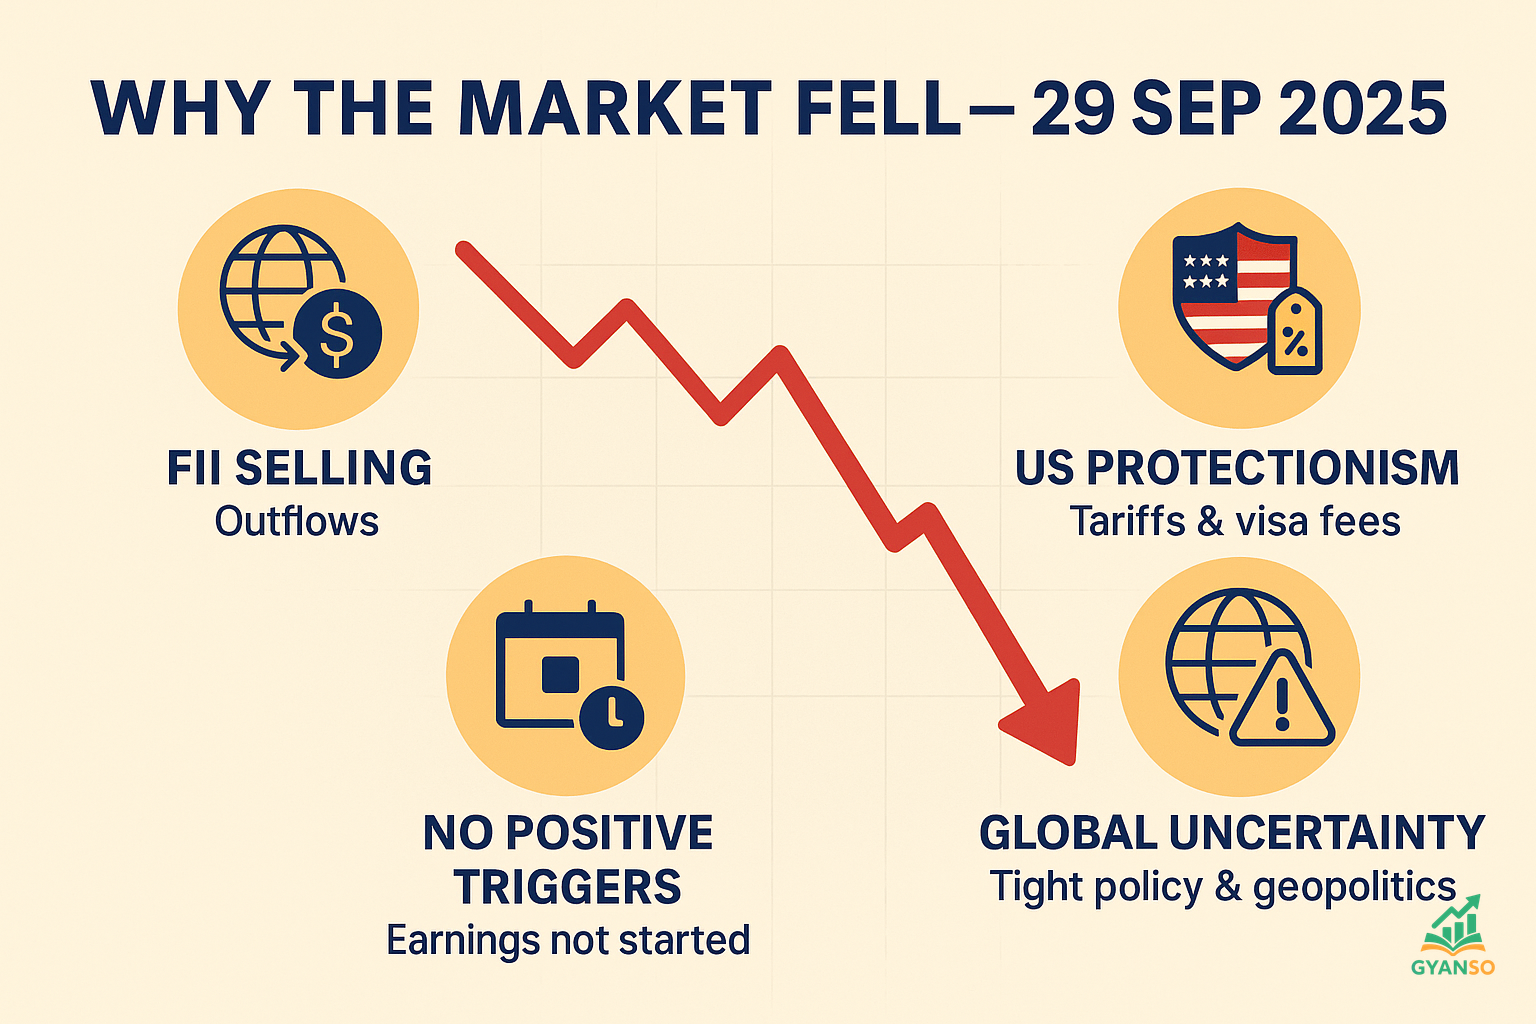 WHY THE MARKET FELL – 29 SEP 2025
$
%
FII SELLING
Outflows
US PROTECTIONISM
Tariffs & visa fees
!
NO POSITIVE
TRIGGERS
Earnings not started
GLOBAL UNCERTAINTY
Tight policy & geopolitics
GYANSO